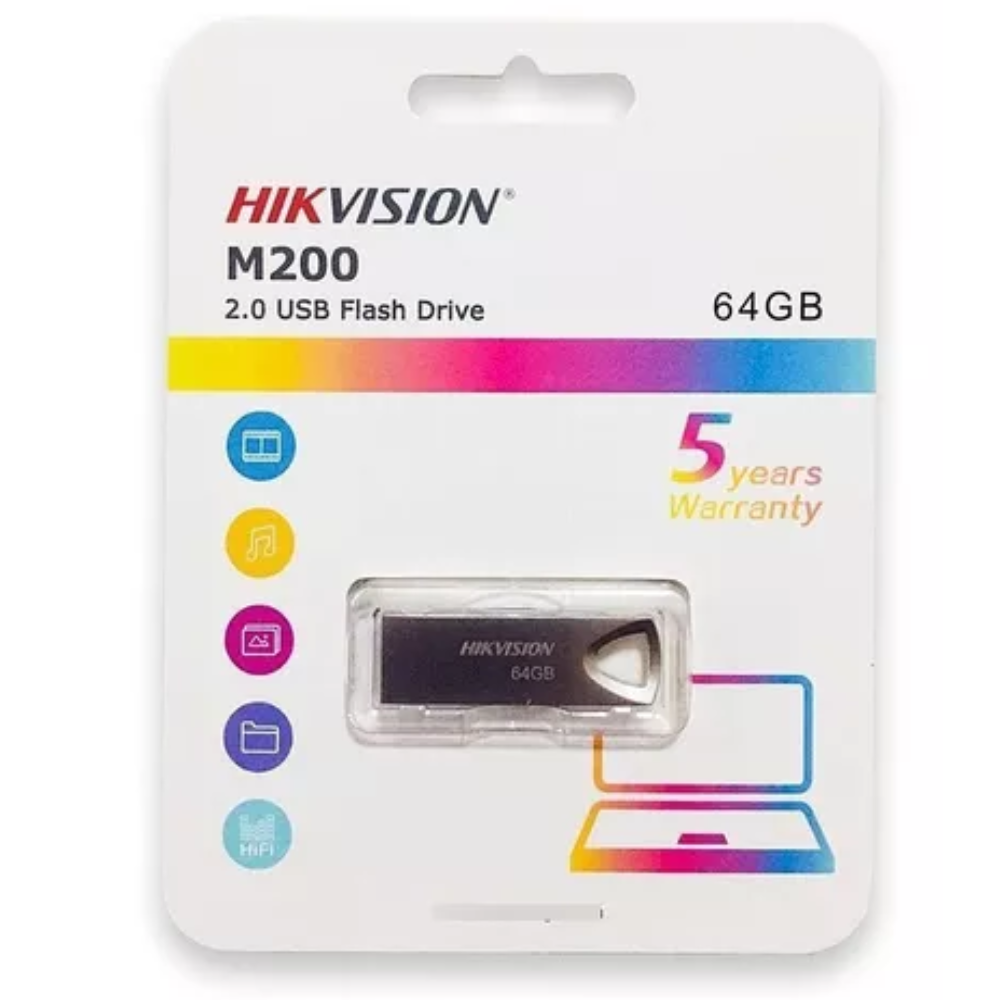 HIKVISION®
M200
2.0 USB Flash Drive
64GB
5 years
Warranty
HIKVISION
64GB
HiFi